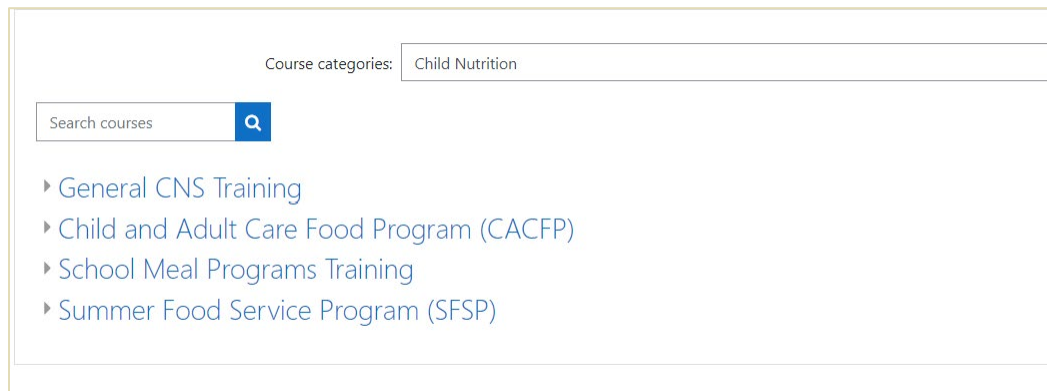 Course categories: Child Nutrition
Search courses
General CNS Training
Child and Adult Care Food Program (CACFP)
School Meal Programs Training
Summer Food Service Program (SFSP)